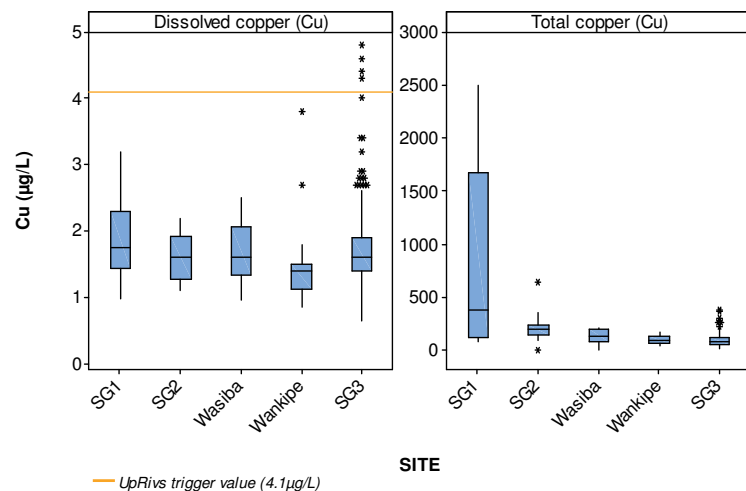 Dissolved copper (Cu)
Total copper (Cu)
Cu (µg/L)
5
4
3
2
1
0
3000
2500
2000
1500
1000
500
0
SG1
SG2
Wasiba
Wankipe
SG3
SG1
SG2
Wasiba
Wankipe
SG3
SITE
UpRivs trigger value (4.1µg/L)